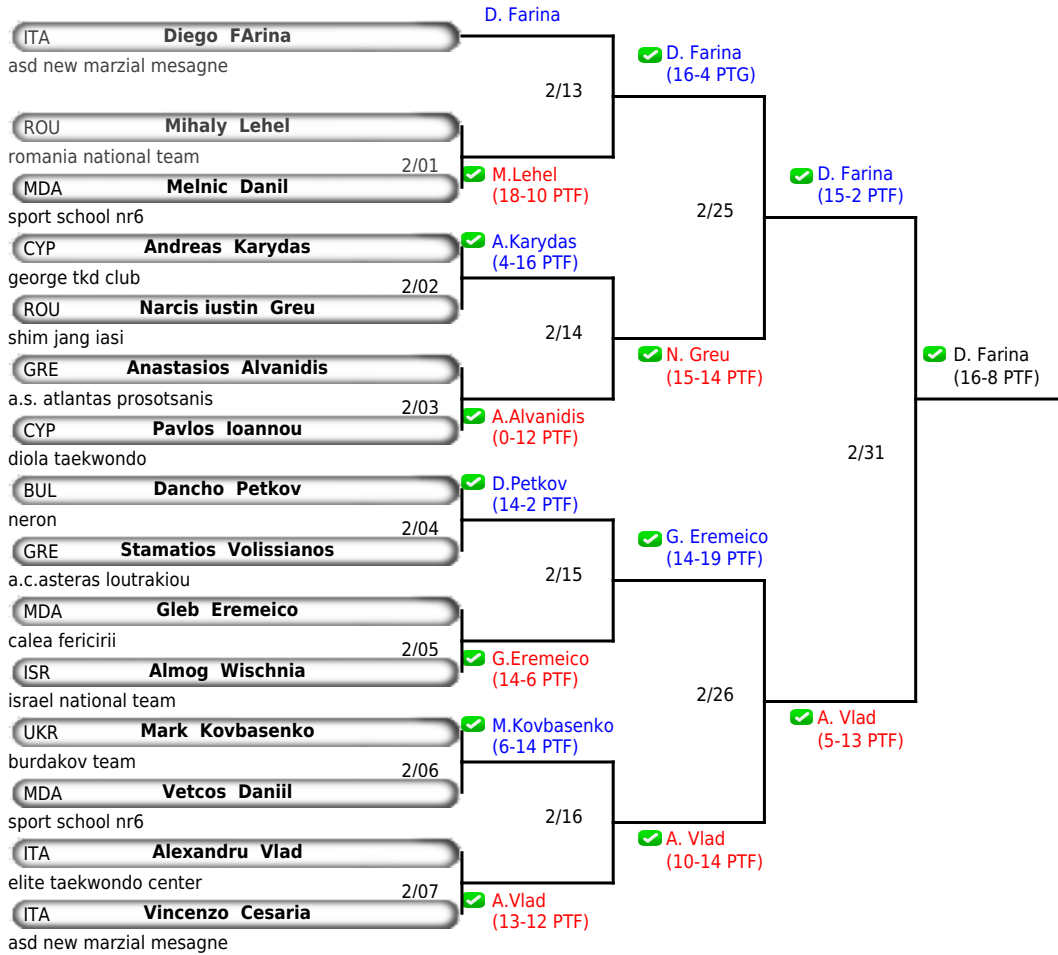 D. Farina
ITA Diego FArina
asd new marzial mesagne
D. Farina
(16-4 PTG)
2/13
ROU Mihaly Lehel
romania national team
2/01
MDA Melnic Danil
sport school nr6
M.Lehel
(18-10 PTF)
D. Farina
(15-2 PTF)
2/25
CYP Andreas Karydas
george tkd club
A.Karydas
(4-16 PTF)
2/02
ROU Narcis iustin Greu
shim jang iasi
2/14
N. Greu
(15-14 PTF)
GRE Anastasios Alvanidis
a.s. atlantas prosotsanis
2/03
CYP Pavlos Ioannou
diola taekwondo
A.Alvanidis
(0-12 PTF)
D. Farina
(16-8 PTF)
2/31
BUL Dancho Petkov
neron
D.Petkov
(14-2 PTF)
2/04
GRE Stamatios Volissianos
a.c.asteras loutrakiou
G. Eremeico
(14-19 PTF)
2/15
MDA Gleb Eremeico
calea fericirii
2/05
ISR Almog Wischnia
israel national team
G.Eremeico
(14-6 PTF)
2/26
A. Vlad
(5-13 PTF)
UKR Mark Kovbasenko
burdakov team
M.Kovbasenko
(6-14 PTF)
2/06
MDA Vetcos Daniil
sport school nr6
2/16
A. Vlad
(10-14 PTF)
ITA Alexandru Vlad
elite taekwondo center
2/07
ITA Vincenzo Cesaria
asd new marzial mesagne
A.Vlad
(13-12 PTF)